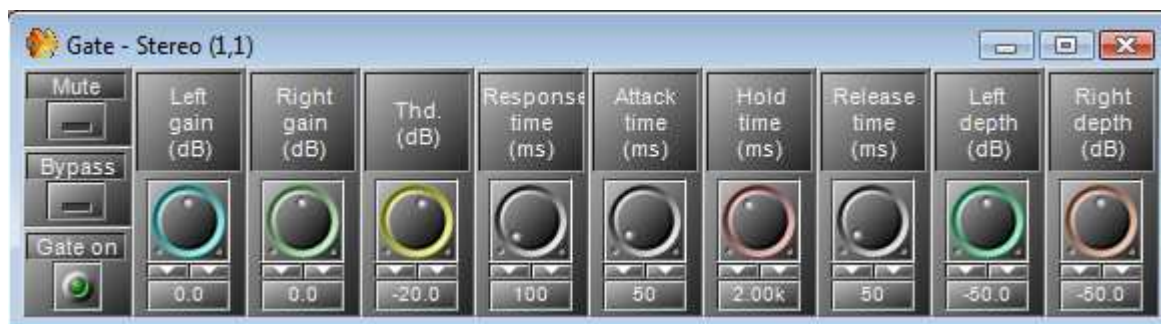 Gate - Stereo (1,1)
Mute
Bypass
Gate on
Left
gain
(dB)
0.0
Right
gain
(dB)
0.0
Thd.
(dB)
-20.0
Response
time
(ms)
100
Attack
time
(ms)
50
Hold
time
(ms)
2.00k
Release
time
(ms)
50
Left
depth
(dB)
-50.0
Right
depth
(dB)
-50.0